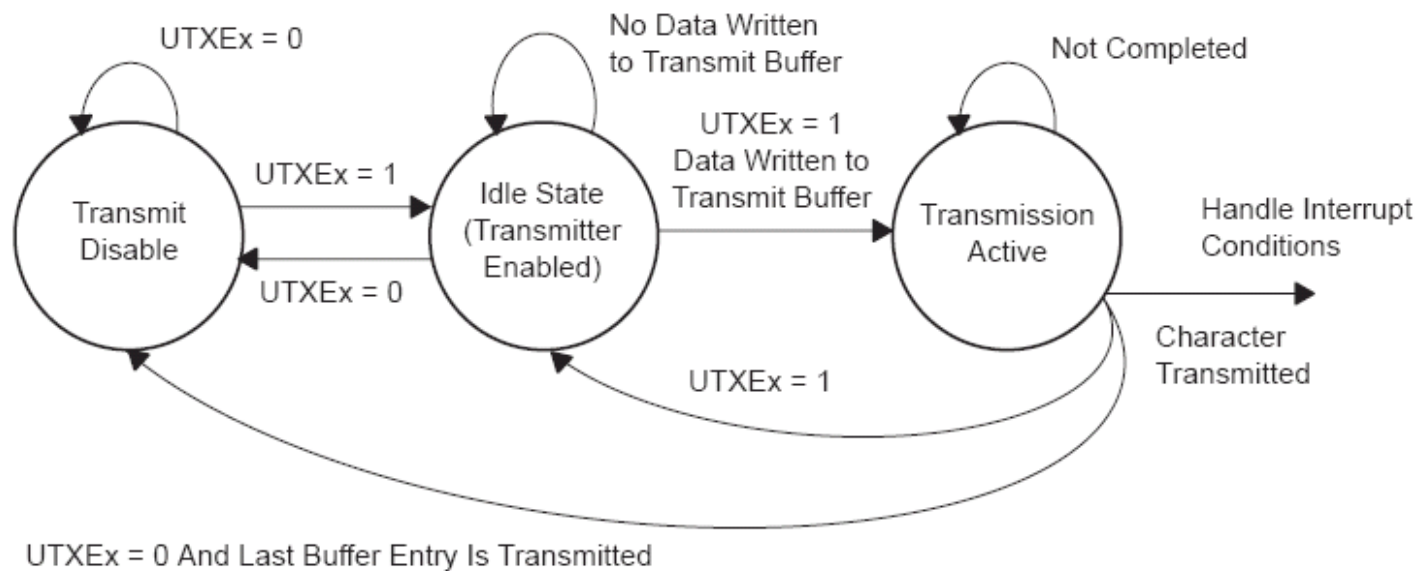 UTXEx = 0
No Data Written
to Transmit Buffer
Not Completed
UTXEx = 1
Data Written to
Transmit Buffer
UTXEx = 1
Transmit
Disable
Idle State
(Transmitter
Enabled)
Transmission
Active
Handle Interrupt
Conditions
UTXEx = 0
Character
Transmitted
UTXEx = 1
UTXEx = 0 And Last Buffer Entry Is Transmitted